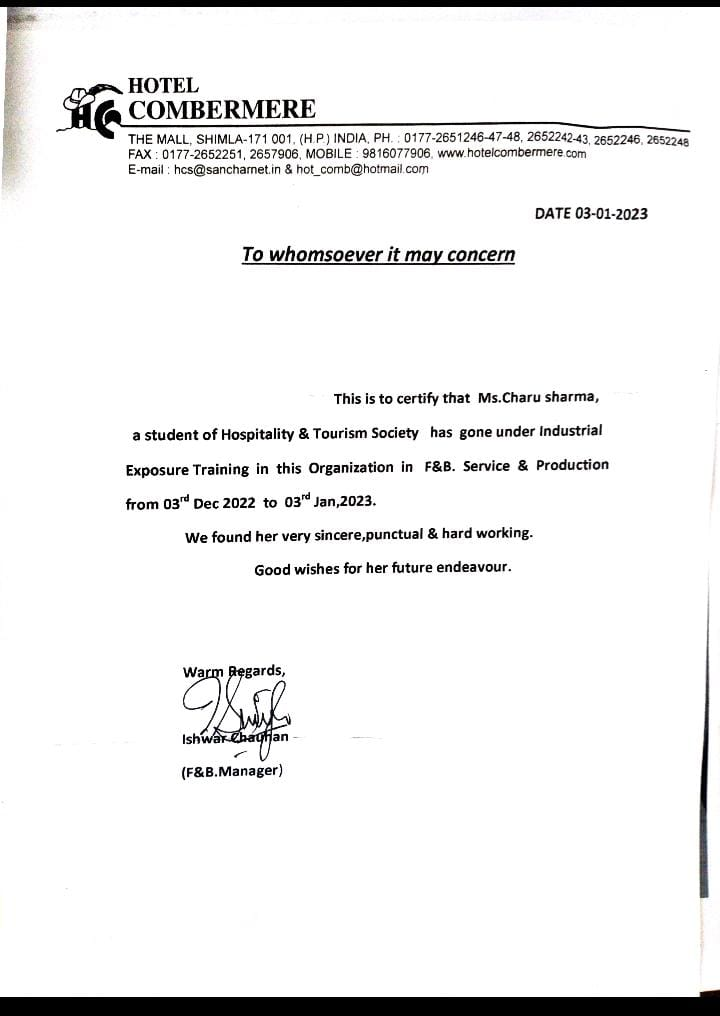 HOTEL
COMBERMERE
THE MALL, SHIMLA-171 001, (H.P.) INDIA, PH. : 0177-2651246-47-48, 2652242-43, 2652246, 2652248
FAX : 0177-2652251, 2657906, MOBILE : 9816077906, www.hotelcombermere.com
E-mail : hcs@sancharnet.in & hot_comb@hotmail.com
DATE 03-01-2023
To whomsoever it may concern
This is to certify that Ms.Charu sharma,
a student of Hospitality & Tourism Society has gone under Industrial
Exposure Training in this Organization in F&B. Service & Production
from 03rd Dec 2022 to 03rd Jan,2023.
We found her very sincere,punctual & hard working.
Good wishes for her future endeavour.
Warm Regards,
Ishwar Chauhan
(F&B.Manager)